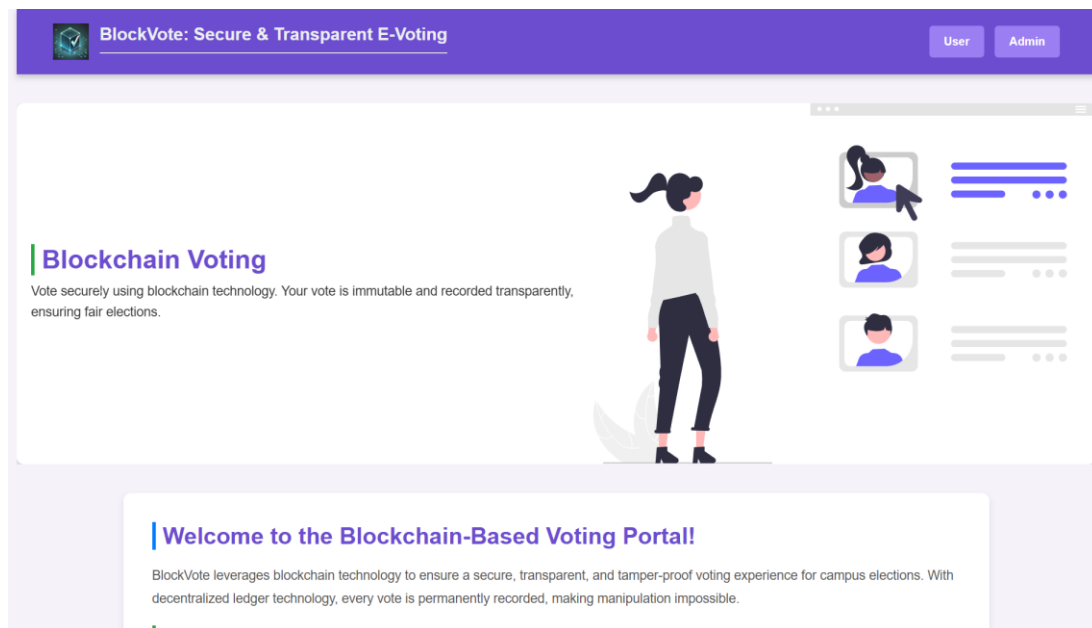 BlockVote: Secure & Transparent E-Voting
User
Admin
Blockchain Voting
Vote securely using blockchain technology. Your vote is immutable and recorded transparently,
ensuring fair elections.
Welcome to the Blockchain-Based Voting Portal!
BlockVote leverages blockchain technology to ensure a secure, transparent, and tamper-proof voting experience for campus elections. With
decentralized ledger technology, every vote is permanently recorded, making manipulation impossible.